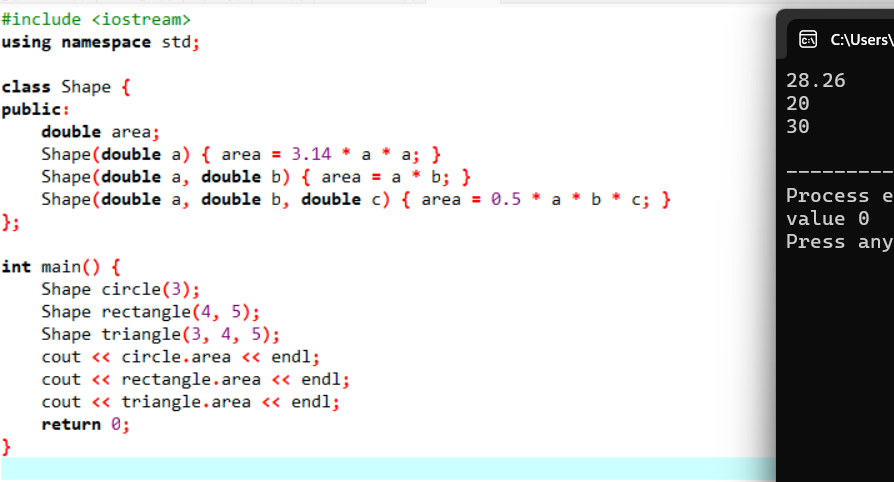 #include <iostream>
using namespace std;
class Shape {
public:
    double area;
    Shape(double a) { area = 3.14 * a * a; }
    Shape(double a, double b) { area = a * b; }
    Shape(double a, double b, double c) { area = 0.5 * a * b * c; }
};
int main() {
    Shape circle(3);
    Shape rectangle(4, 5);
    Shape triangle(3, 4, 5);
    cout << circle.area << endl;
    cout << rectangle.area << endl;
    cout << triangle.area << endl;
    return 0;
}
C:\Users\
28.26
20
30
---------
Process e
value 0
Press any